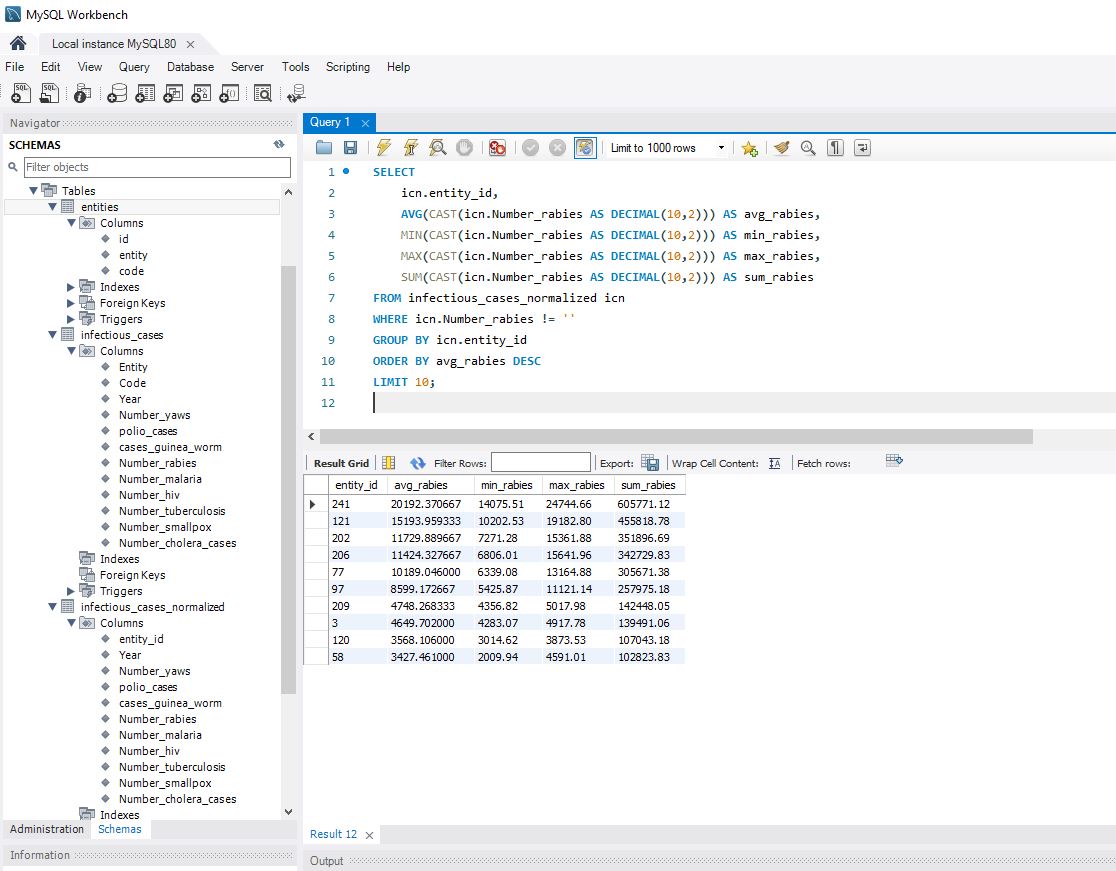 MySQL Workbench
Local instance MySQL80
File Edit View Query Database Server Tools Scripting Help
Navigator
SCHEMAS
Filter objects
Tables
entities
Columns
id
entity
code
Indexes
Foreign Keys
Triggers
infectious_cases
Columns
Entity
Code
Year
Number_yaws
polio_cases
cases_guinea_worm
Number_rabies
Number_malaria
Number_hiv
Number_tuberculosis
Number_smallpox
Number_cholera_cases
Indexes
Foreign Keys
Triggers
infectious_cases_normalized
Columns
entity_id
Year
Number_yaws
polio_cases
cases_guinea_worm
Number_rabies
Number_malaria
Number_hiv
Number_tuberculosis
Number_smallpox
Number_cholera_cases
Indexes
Administration Schemas
Information
Query 1
Limit to 1000 rows
1 SELECT
2 icn.entity_id,
3 AVG(CAST(icn.Number_rabies AS DECIMAL(10,2))) AS avg_rabies,
4 MIN(CAST(icn.Number_rabies AS DECIMAL(10,2))) AS min_rabies,
5 MAX(CAST(icn.Number_rabies AS DECIMAL(10,2))) AS max_rabies,
6 SUM(CAST(icn.Number_rabies AS DECIMAL(10,2))) AS sum_rabies
7 FROM infectious_cases_normalized icn
8 WHERE icn.Number_rabies != ''
9 GROUP BY icn.entity_id
10 ORDER BY avg_rabies DESC
11 LIMIT 10;
12
Result Grid Filter Rows: Export: Wrap Cell Content: Fetch rows:
entity_id avg_rabies min_rabies max_rabies sum_rabies
241 20192.370667 14075.51 24744.66 605771.12
121 15193.959333 10202.53 19182.80 455818.78
202 11729.889667 7271.28 15361.88 351896.69
206 11424.327667 6806.01 15641.96 342729.83
77 10189.046000 6339.08 13164.88 305671.38
97 8599.172667 5425.87 11121.14 257975.18
209 4748.268333 4356.82 5017.98 142448.05
3 4649.702000 4283.07 4917.78 139491.06
120 3568.106000 3014.62 3873.53 107043.18
58 3427.461000 2009.94 4591.01 102823.83
Result 12
Output